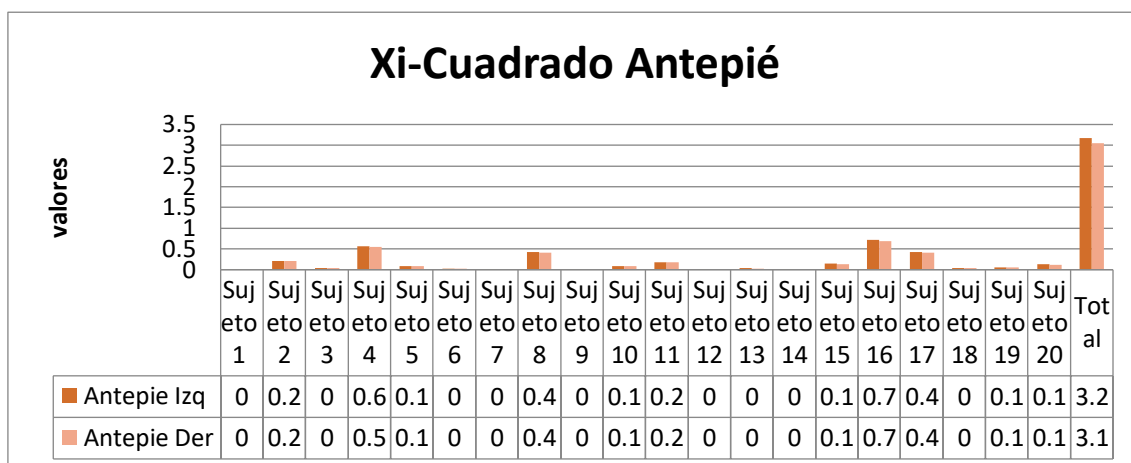 Xi-Cuadrado Antepié
valores
3.5
3
2.5
2
1.5
1
0.5
0
Suj Suj Suj Suj Suj Suj Suj Suj Suj Suj Suj Suj Suj Suj Suj Suj Suj Suj Suj Suj Tot
eto eto eto eto eto eto eto eto eto eto eto eto eto eto eto eto eto eto eto eto al
1 2 3 4 5 6 7 8 9 10 11 12 13 14 15 16 17 18 19 20
Antepie Izq 0 0.2 0 0.6 0.1 0 0 0.4 0 0.1 0.2 0 0 0 0.1 0.7 0.4 0 0.1 0.1 3.2
Antepie Der 0 0.2 0 0.5 0.1 0 0 0.4 0 0.1 0.2 0 0 0 0.1 0.7 0.4 0 0.1 0.1 3.1